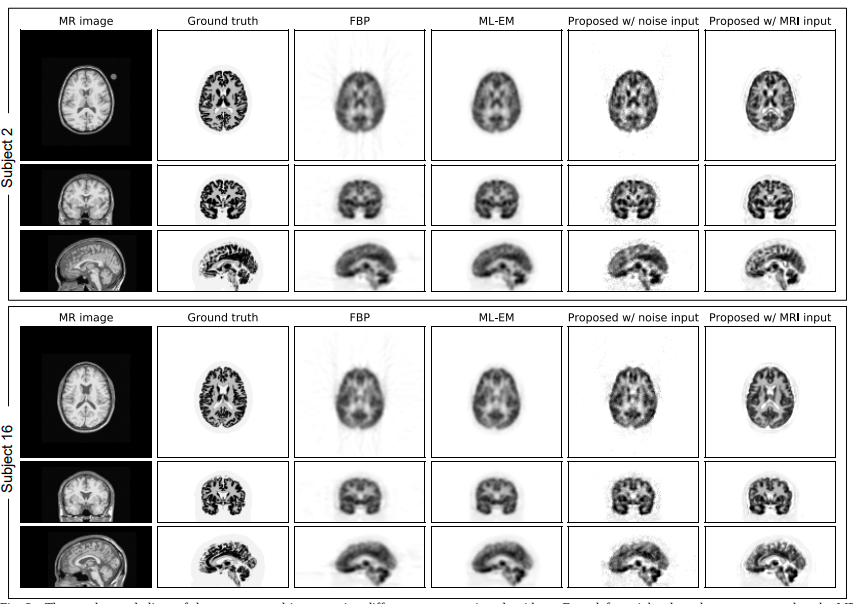 MR image Ground truth FBP ML-EM Proposed w/ noise input Proposed w/ MRI input
Subject 2
MR image Ground truth FBP ML-EM Proposed w/ noise input Proposed w/ MRI input
Subject 16